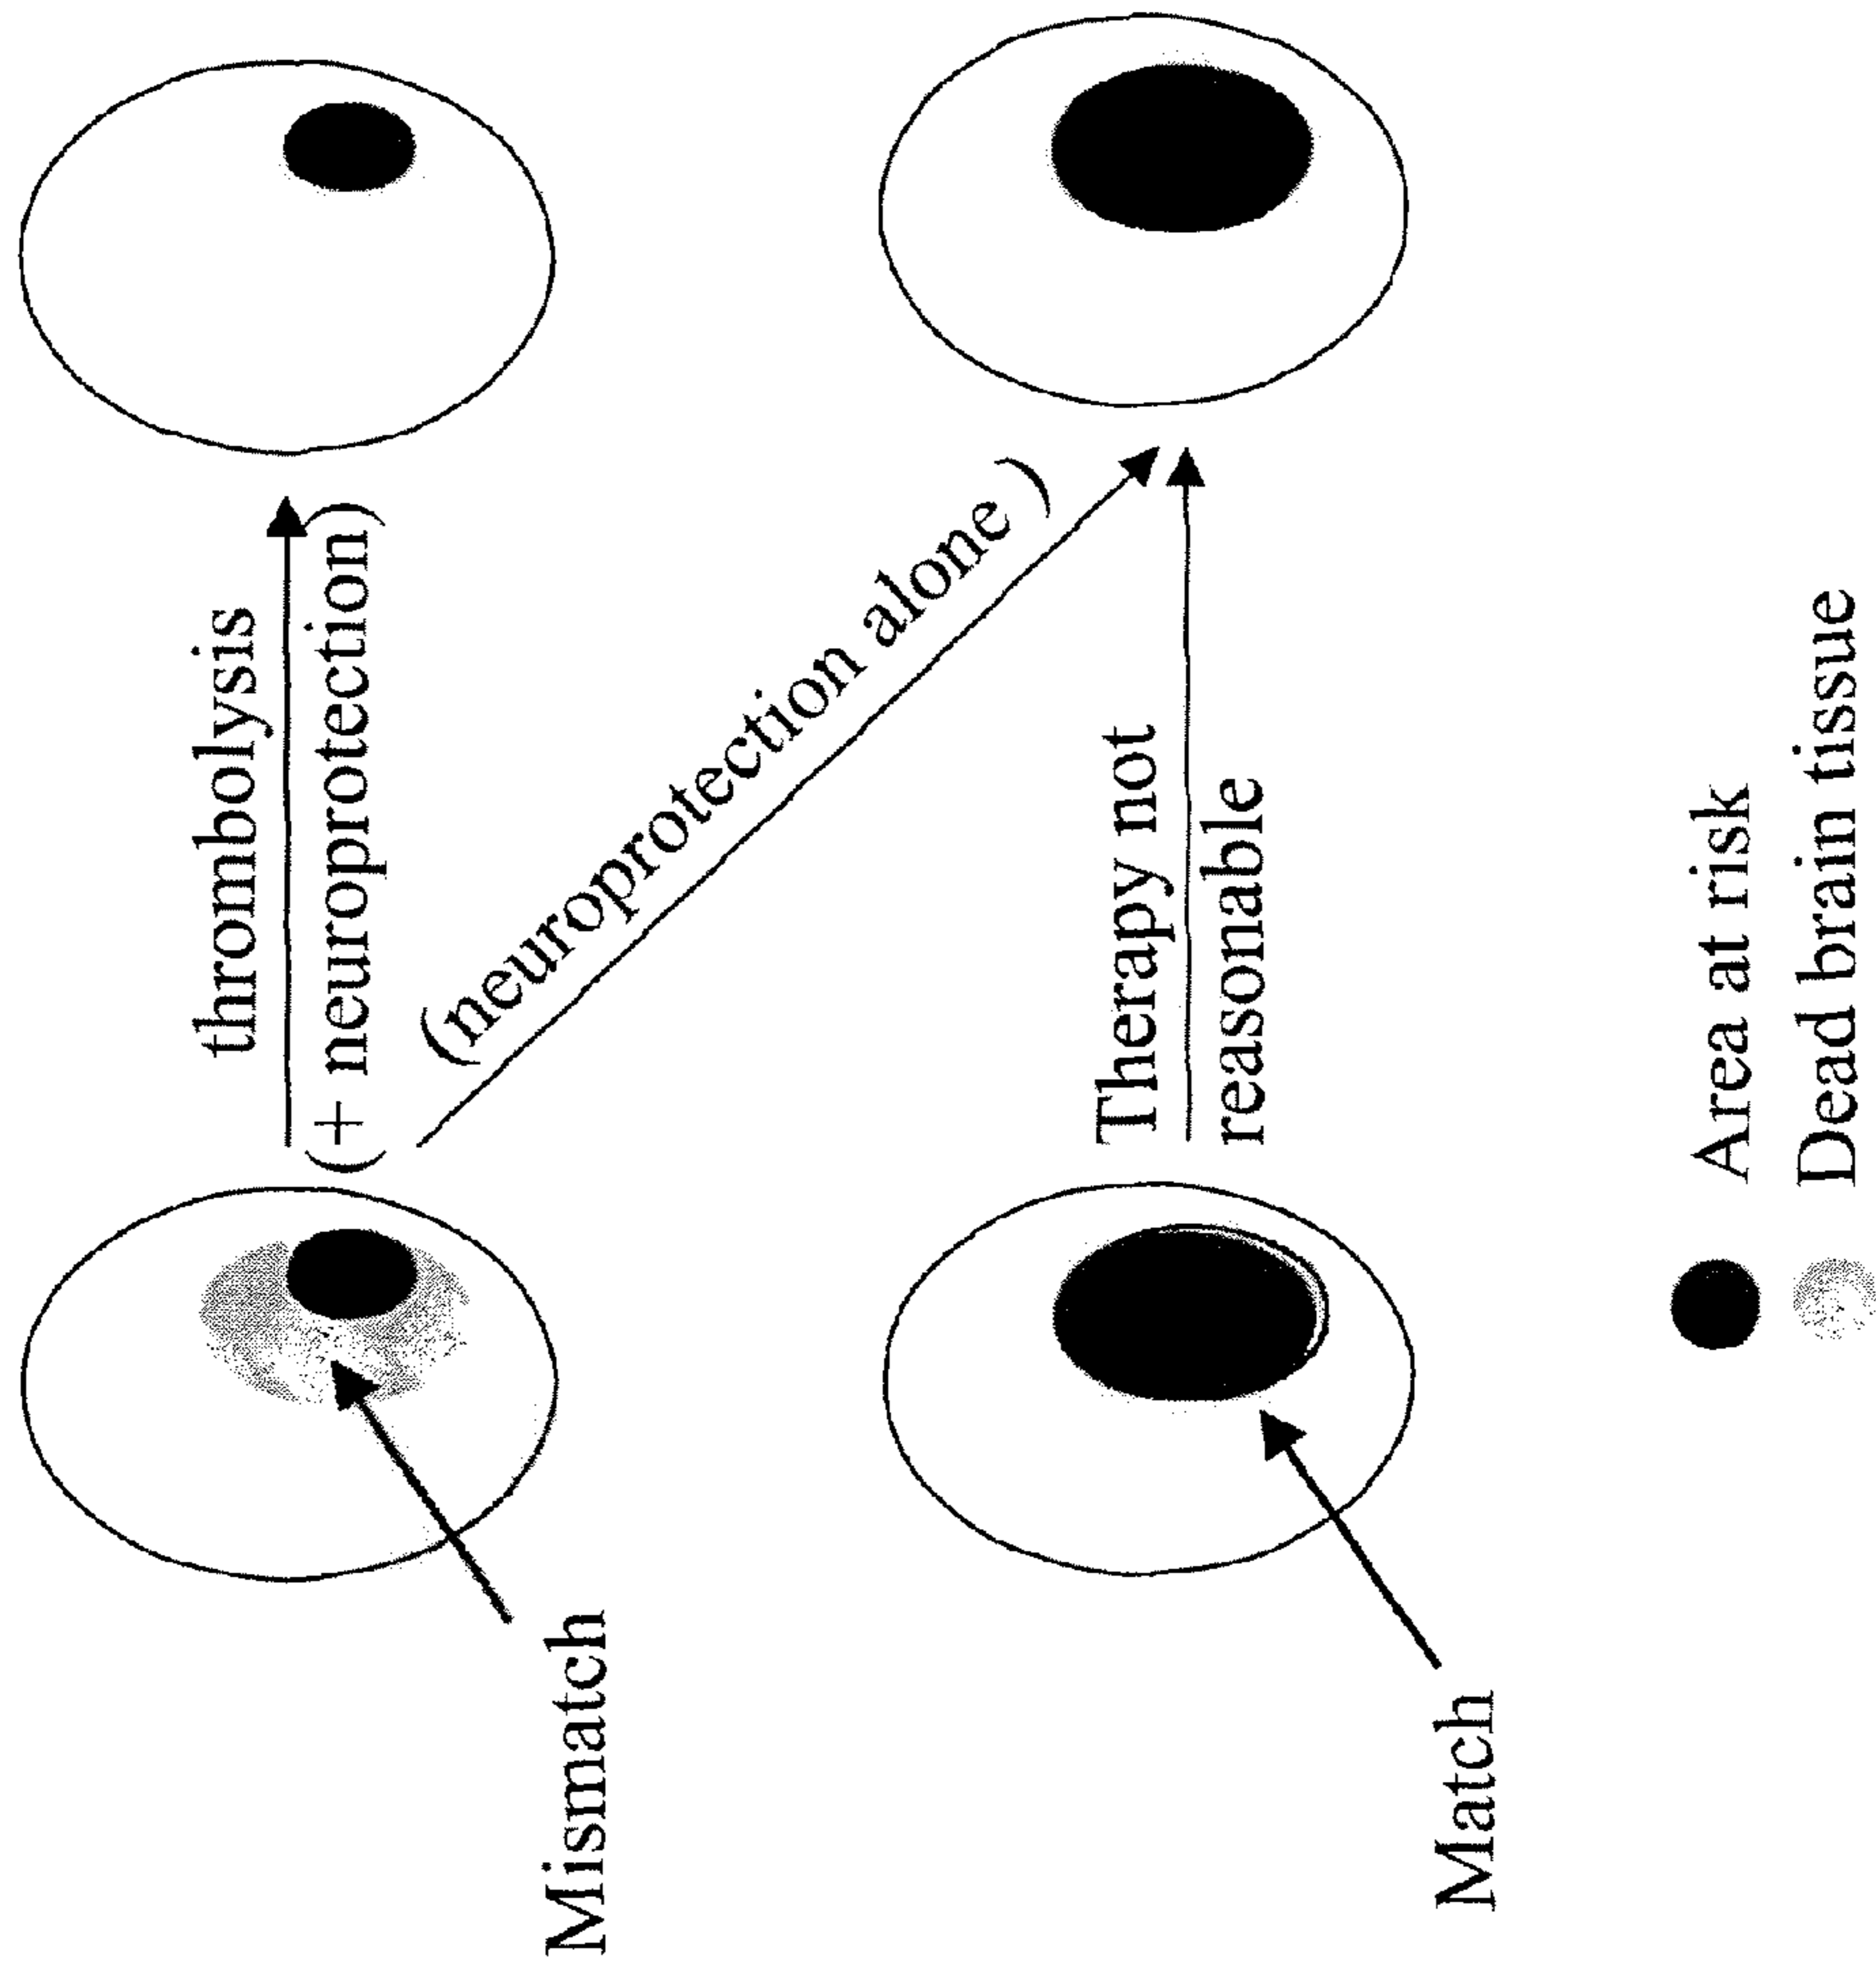 thrombolysis
(+ neuroprotection)
(neuroprotection alone )
Mismatch
Therapy not
reasonable
Match
Area at risk
Dead brain tissue